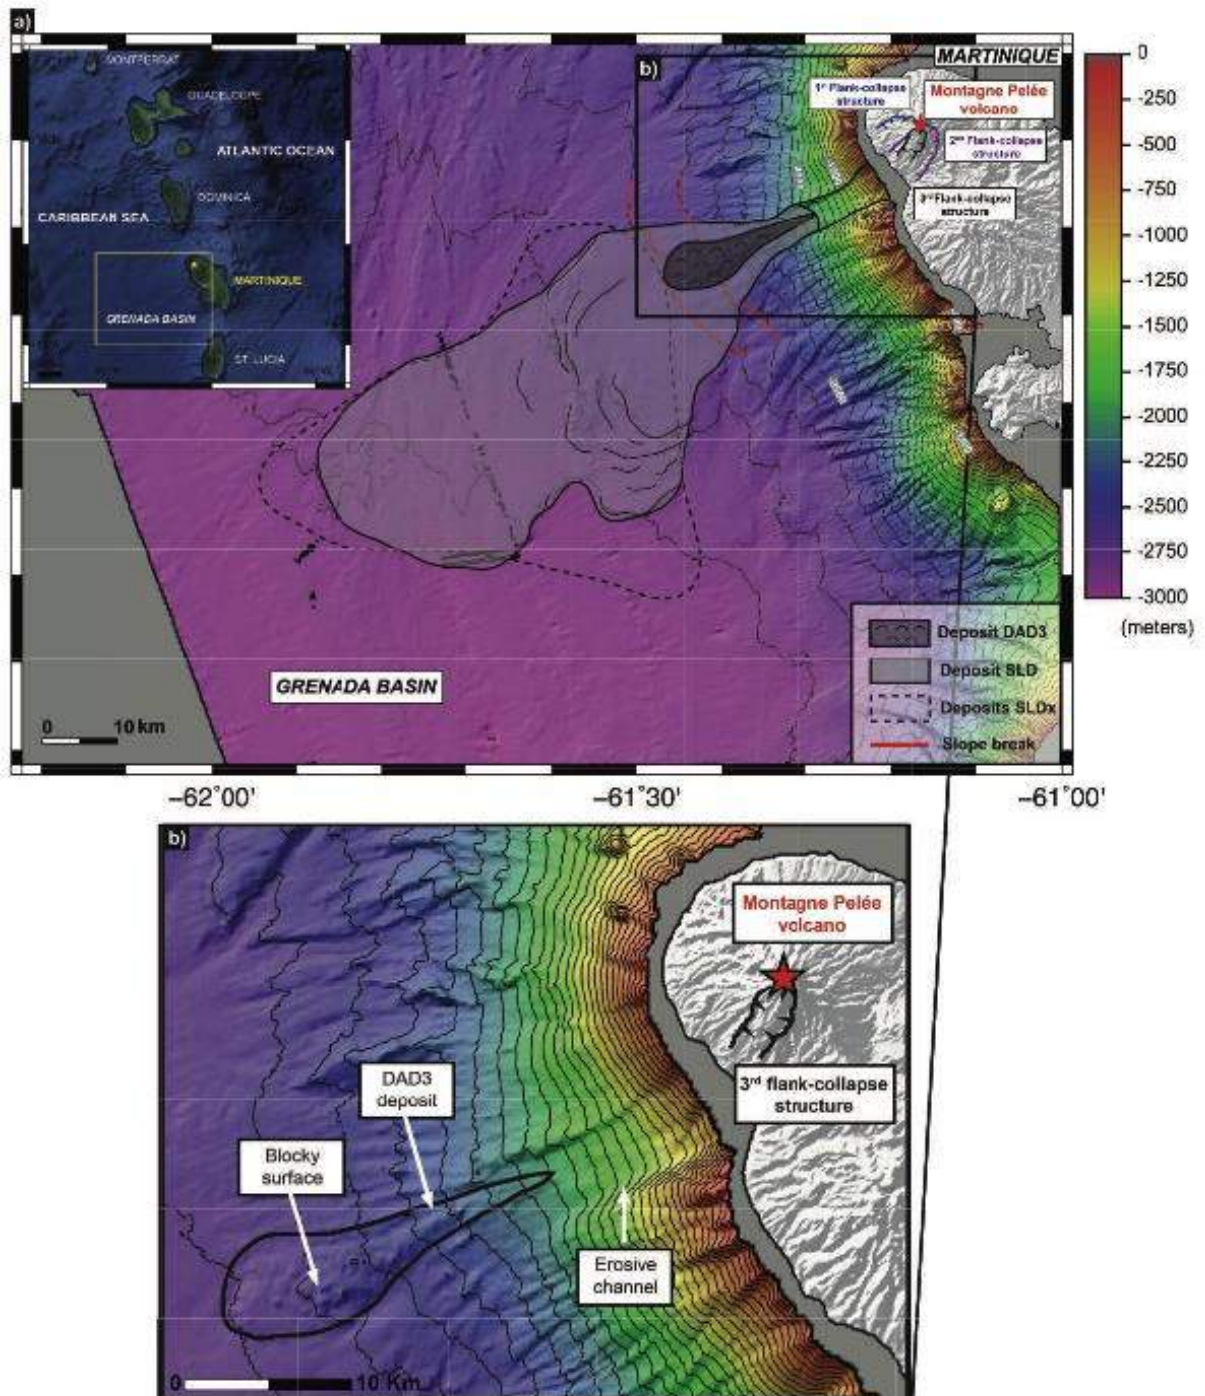 a)
MONTSERRAT
GUADELOUPE
ATLANTIC OCEAN
DOMINICA
CARIBBEAN SEA
MARTINIQUE
GRENADA BASIN
ST. LUCIA
b)
MARTINIQUE
1st Flank-collapse
structure
Montagne Pelée
volcano
2nd Flank-collapse
structure
3rd Flank-collapse
structure
0
-250
-500
-750
-1000
-1250
-1500
-1750
-2000
-2250
-2500
-2750
-3000
(meters)
GRENADA BASIN
0 10 km
Deposit DAD3
Deposit SLD
Deposits SLDx
Slope break
-62°00'
-61°30'
-61°00'
b)
Montagne Pelée
volcano
3rd flank-collapse
structure
DAD3
deposit
Blocky
surface
Erosive
channel
0 10 Km